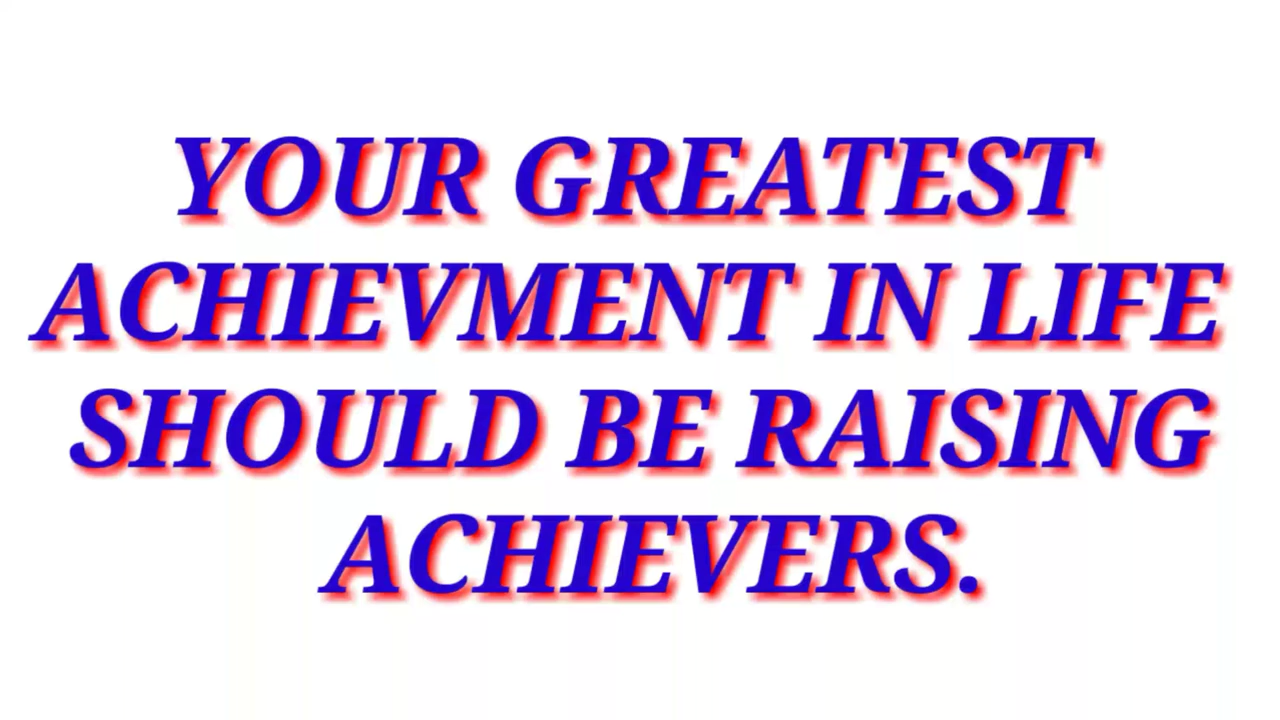 YOUR GREATEST
ACHIEVMENT IN LIFE
SHOULD BE RAISING
ACHIEVERS.